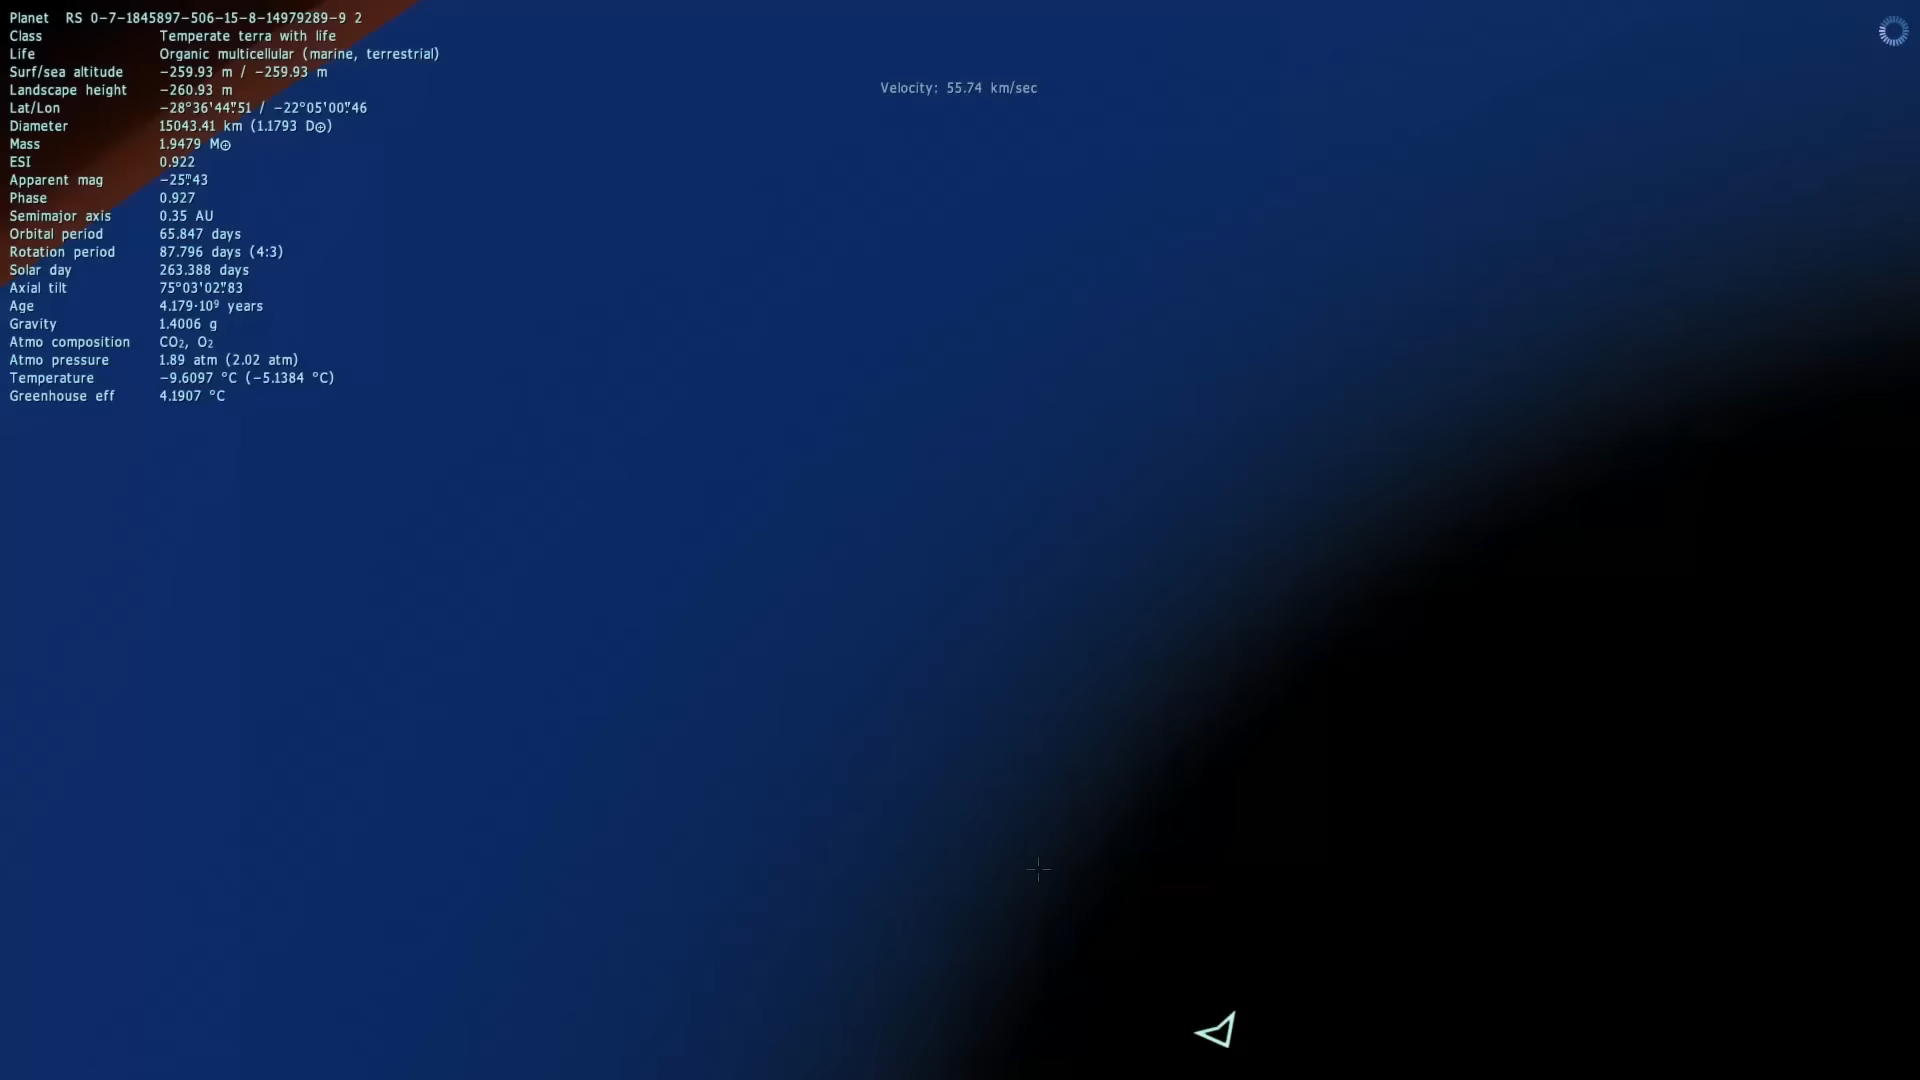 Planet RS 0-7-1845897-506-15-8-14979289-9 2
Class Temperate terra with life
Life Organic multicellular (marine, terrestrial)
Surf/sea altitude -259.93 m / -259.93 m
Landscape height -260.93 m
Lat/Lon -28°36'44"51 / -22°05'00"46
Diameter 15043.41 km (1.1793 D⊕)
Mass 1.9479 M⊕
ESI 0.922
Apparent mag -25ᵐ43
Phase 0.927
Semimajor axis 0.35 AU
Orbital period 65.847 days
Rotation period 87.796 days (4:3)
Solar day 263.388 days
Axial tilt 75°03'02"83
Age 4.179·10⁹ years
Gravity 1.4006 g
Atmo composition CO₂, O₂
Atmo pressure 1.89 atm (2.02 atm)
Temperature -9.6097 °C (-5.1384 °C)
Greenhouse eff 4.1907 °C
Velocity: 55.74 km/sec